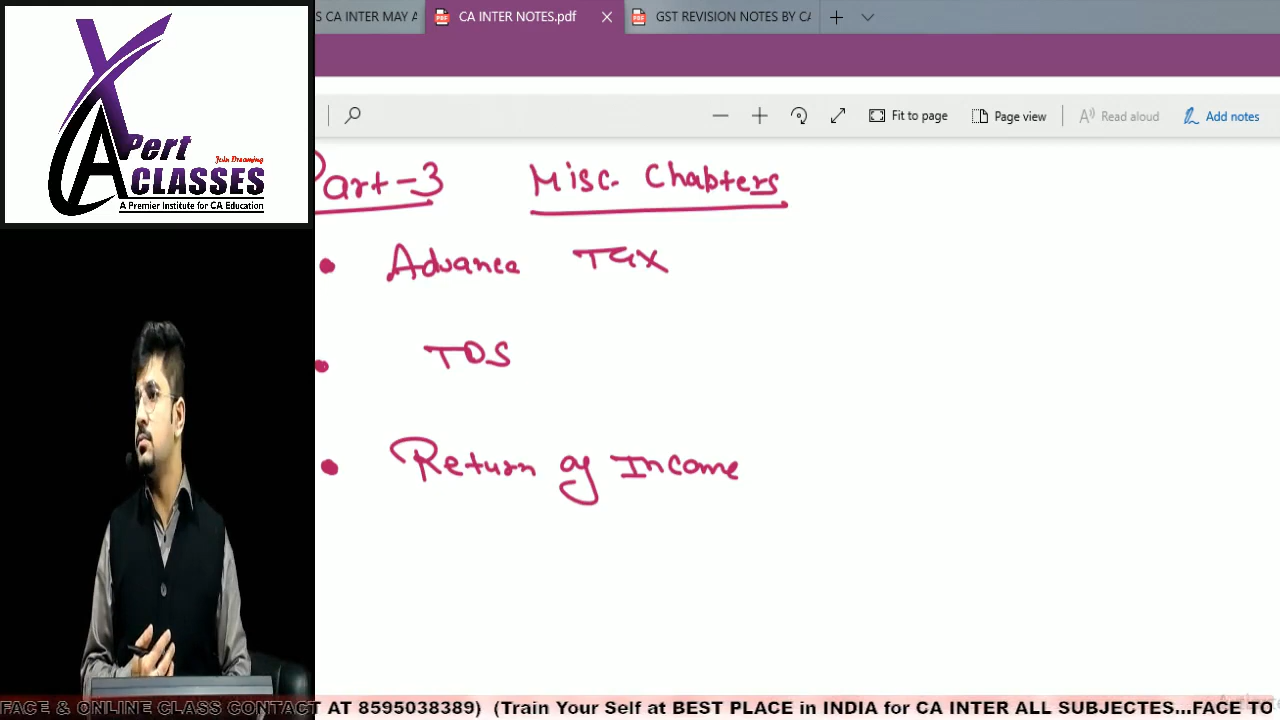 S CA INTER MAY A
CA INTER NOTES.pdf
GST REVISION NOTES BY CA
Fit to page
Page view
Read aloud
Add notes
XPert
Join Dreaming
CA CLASSES
A Premier Institute for CA Education
Part-3 Misc. Chabters
• Advance Tax
• TDS
• Return of Income
FACE & ONLINE CLASS CONTACT AT 8595038389) (Train Your Self at BEST PLACE in INDIA for CA INTER ALL SUBJECTES...FACE TO